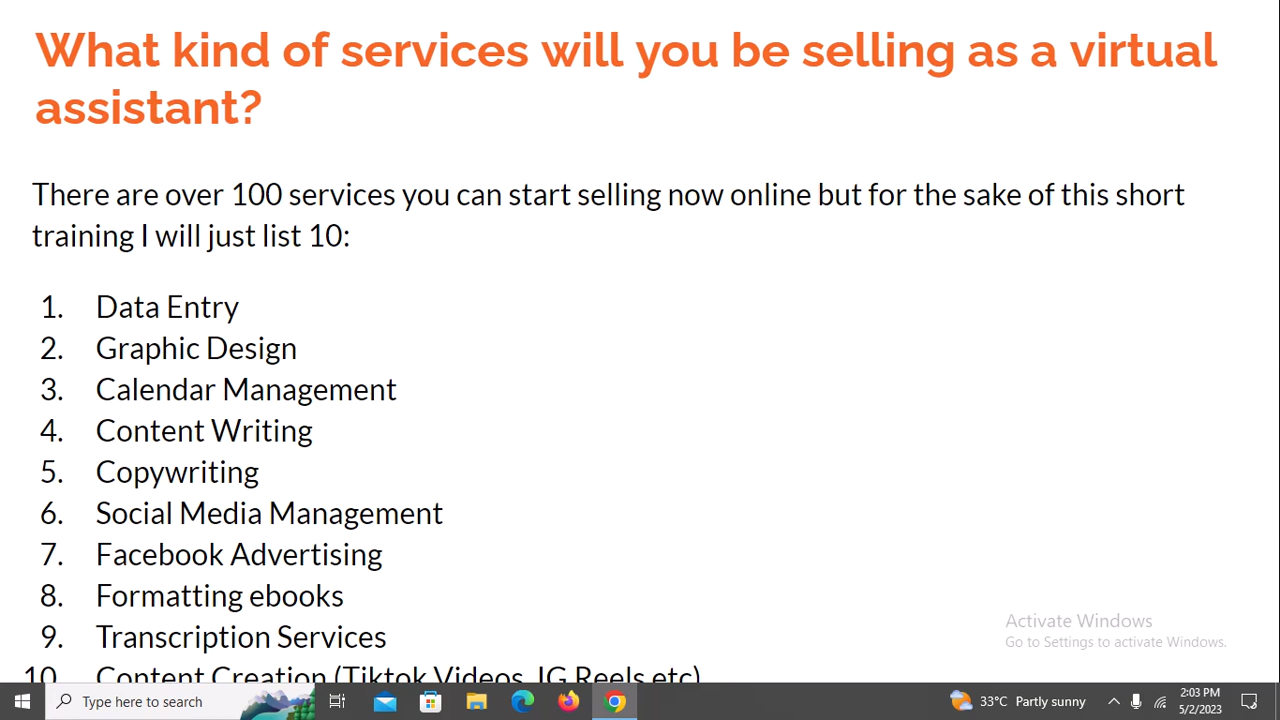 What kind of services will you be selling as a virtual
assistant?
There are over 100 services you can start selling now online but for the sake of this short
training I will just list 10:
1. Data Entry
2. Graphic Design
3. Calendar Management
4. Content Writing
5. Copywriting
6. Social Media Management
7. Facebook Advertising
8. Formatting ebooks
9. Transcription Services
10. Content Creation (Tiktok Videos, IG Reels etc)
Activate Windows
Go to Settings to activate Windows.
Type here to search
33°C Partly sunny
2:03 PM
5/2/2023